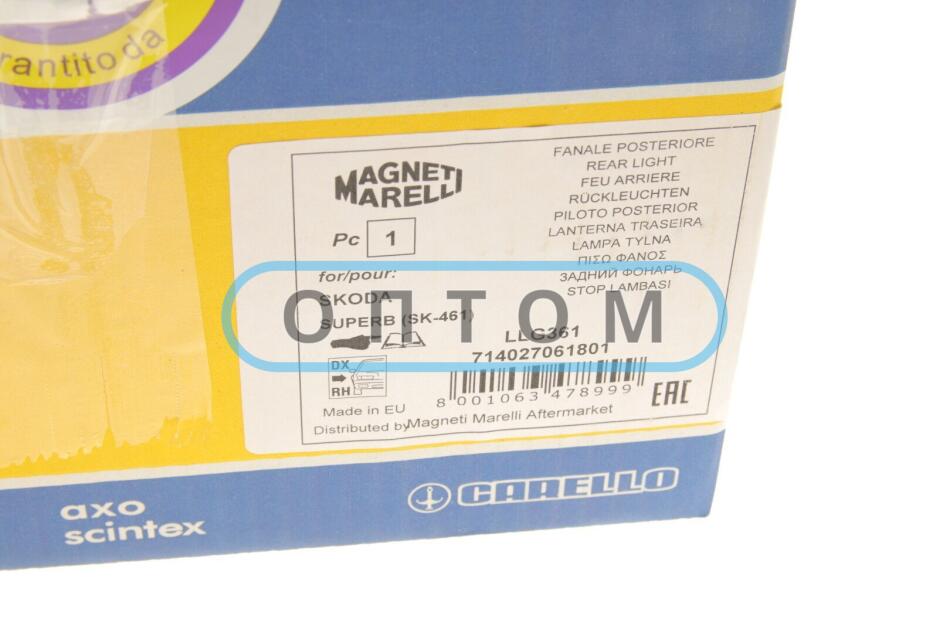 rantito da
MAGNETI
MARELLI
Pc 1
for/pour:
SKODA
SUPERB (SK-461)
DX
RH
Made in EU
Distributed by Magneti Marelli Aftermarket
FANALE POSTERIORE
REAR LIGHT
FEU ARRIERE
RÜCKLEUCHTEN
PILOTO POSTERIOR
LANTERNA TRASEIRA
LAMPA TYLNA
ΠΙΣΩ ΦΑΝΟΣ
ЗАДНИЙ ФОНАРЬ
STOP LAMBASI
ОПТОМ
LLG361
714027061801
8 001063 478999
EAC
axo
scintex
CARELLO